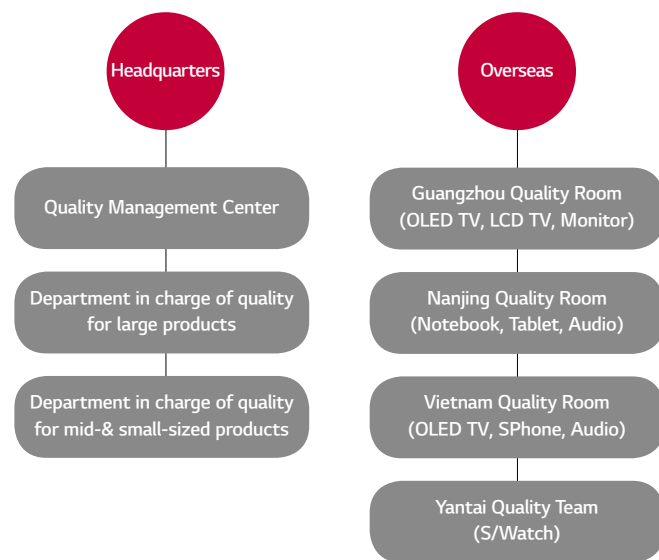 Headquarters
Quality Management Center
Department in charge of quality
for large products
Department in charge of quality
for mid-& small-sized products
Overseas
Guangzhou Quality Room
(OLED TV, LCD TV, Monitor)
Nanjing Quality Room
(Notebook, Tablet, Audio)
Vietnam Quality Room
(OLED TV, SPhone, Audio)
Yantai Quality Team
(S/Watch)